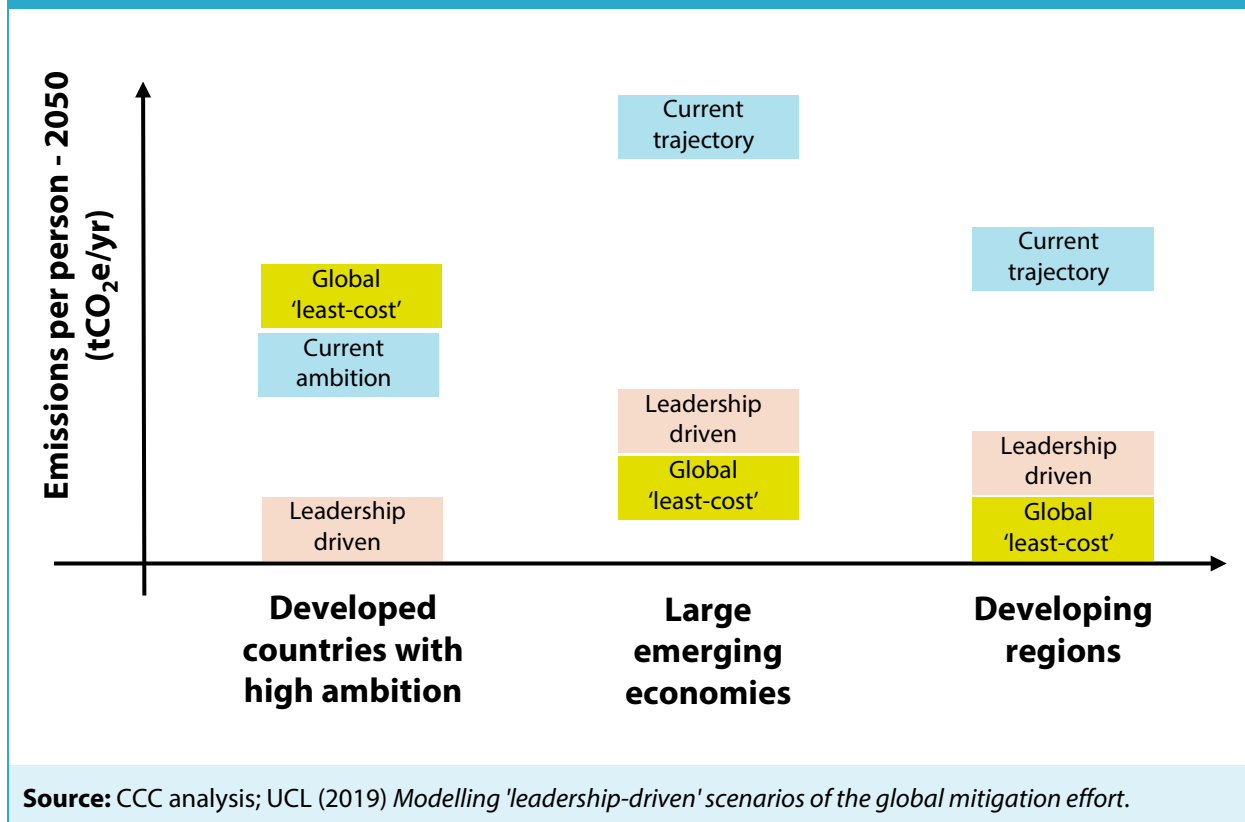 Emissions per person - 2050
(tCO₂e/yr)
Current
trajectory
Current
trajectory
Global
‘least-cost’
Current
ambition
Leadership
driven
Global
‘least-cost’
Leadership
driven
Leadership
driven
Global
‘least-cost’
Developed
countries with
high ambition
Large
emerging
economies
Developing
regions
Source: CCC analysis; UCL (2019) Modelling 'leadership-driven' scenarios of the global mitigation effort.